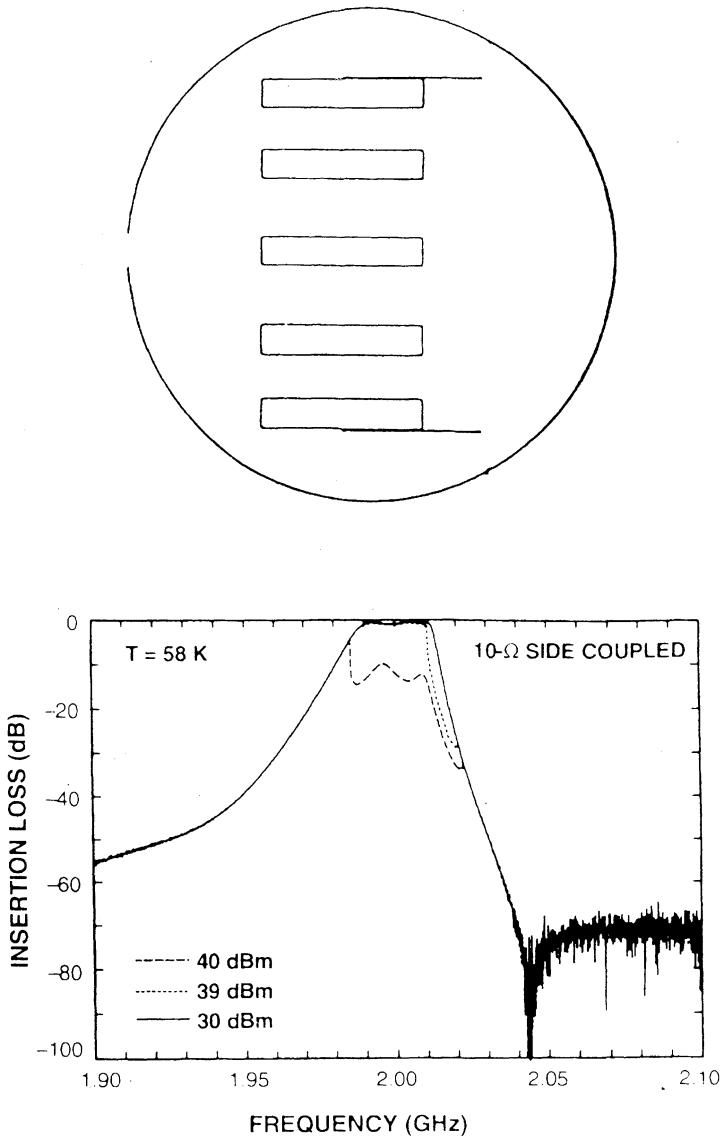 0
T = 58 K
10-Ω SIDE COUPLED
−20
−40
−60
−80
−100
INSERTION LOSS (dB)
40 dBm
39 dBm
30 dBm
1.90
1.95
2.00
2.05
2.10
FREQUENCY (GHz)